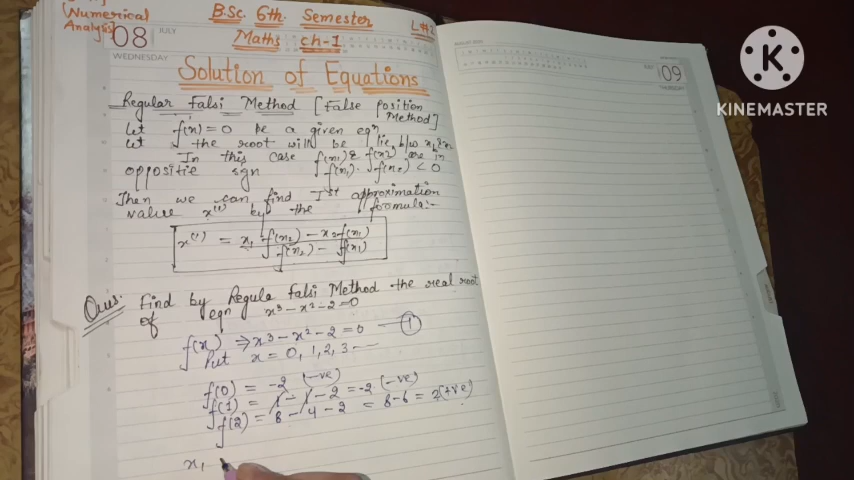 Numerical
Analysis
B.Sc. 6th Semester
Maths ch-1
L#2
08 JULY
WEDNESDAY
09
THURSDAY
KINEMASTER
Solution of Equations
Regular Falsi Method [False position
Method]
Let f(x)=0 be a given eqn
Let the root will be lie b/w x₁ & x₂
In this case f(x₁) & f(x₂) are in
oppositie sgn f(x₁). f(x₂) < 0
Then we can find Ist approximation
value x⁽¹⁾ by the formula:-
x⁽¹⁾ = x₁ f(x₂) - x₂ f(x₁)
f(x₂) - f(x₁)
Ques. Find by Regula Falsi Method the real root
of eqn x³-x²-2=0
f(x) ⇒ x³-x²-2=0 — ①
Put x = 0, 1, 2, 3 —
f(0) = -2 (-ve)
f(1) = 1-1-2 = -2 (-ve)
f(2) = 8-4-2 = 8-6 = 2(+ve)
x₁